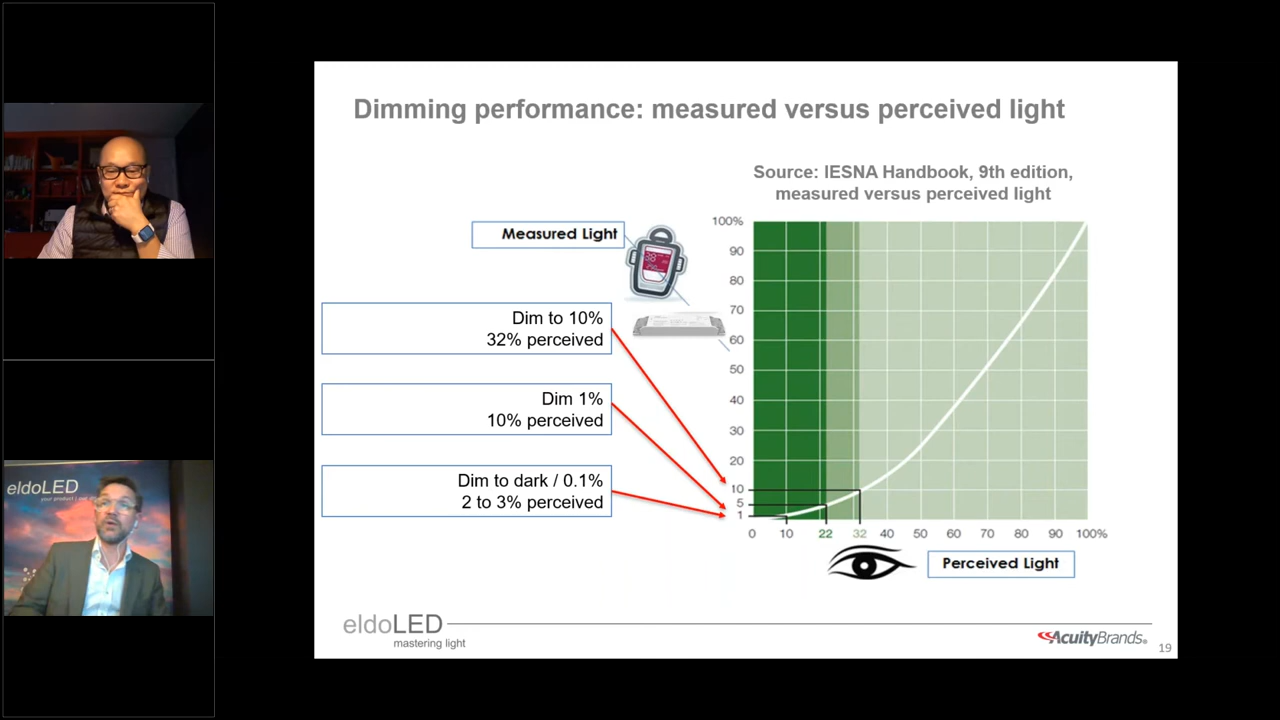 Dimming performance: measured versus perceived light
Source: IESNA Handbook, 9th edition,
measured versus perceived light
Measured Light
Dim to 10%
32% perceived
Dim 1%
10% perceived
Dim to dark / 0.1%
2 to 3% perceived
100%
90
80
70
60
50
40
30
20
10
5
1
0 10 22 32 40 50 60 70 80 90 100%
Perceived Light
eldoLED
mastering light
AcuityBrands
19
eldoLED